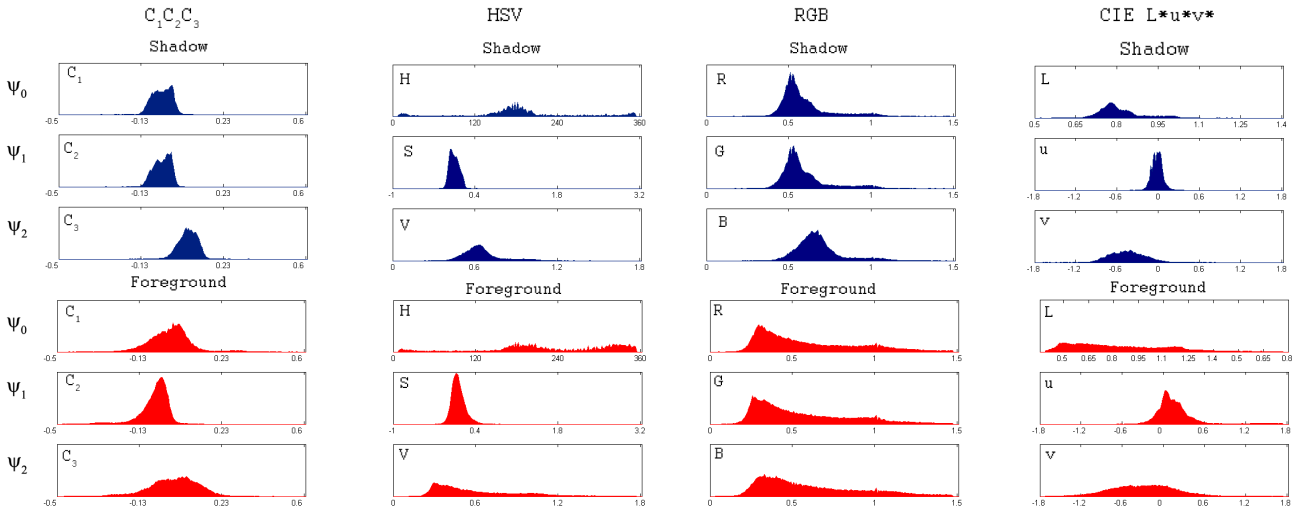 C₁C₂C₃ HSV RGB CIE L*u*v*
Shadow Shadow Shadow Shadow
ψ₀ C₁ H R L
-0.5 -0.13 0.23 0.6 0 120 240 360 0 0.5 1 1.5 0.5 0.65 0.8 0.95 1.1 1.25 1.4
ψ₁ C₂ S G u
-0.5 -0.13 0.23 0.6 -1 0.4 1.8 3.2 0 0.5 1 1.5 -1.8 -1.2 -0.6 0 0.6 1.2 1.8
ψ₂ C₃ V B v
-0.5 -0.13 0.23 0.6 0 0.6 1.2 1.8 0 0.5 1 1.5 -1.8 -1.2 -0.6 0 0.6 1.2 1.8
Foreground Foreground Foreground Foreground
ψ₀ C₁ H R L
-0.5 -0.13 0.23 0.6 0 120 240 360 0 0.5 1 1.5 0.5 0.65 0.8 0.95 1.1 1.25 1.4 0.5 0.65 0.8
ψ₁ C₂ S G u
-0.5 -0.13 0.23 0.6 -1 0.4 1.8 3.2 0 0.5 1 1.5 -1.8 -1.2 -0.6 0 0.6 1.2 1.8
ψ₂ C₃ V B v
-0.5 -0.13 0.23 0.6 0 0.6 1.2 1.8 0 0.5 1 1.5 -1.8 -1.2 -0.6 0 0.6 1.2 1.8